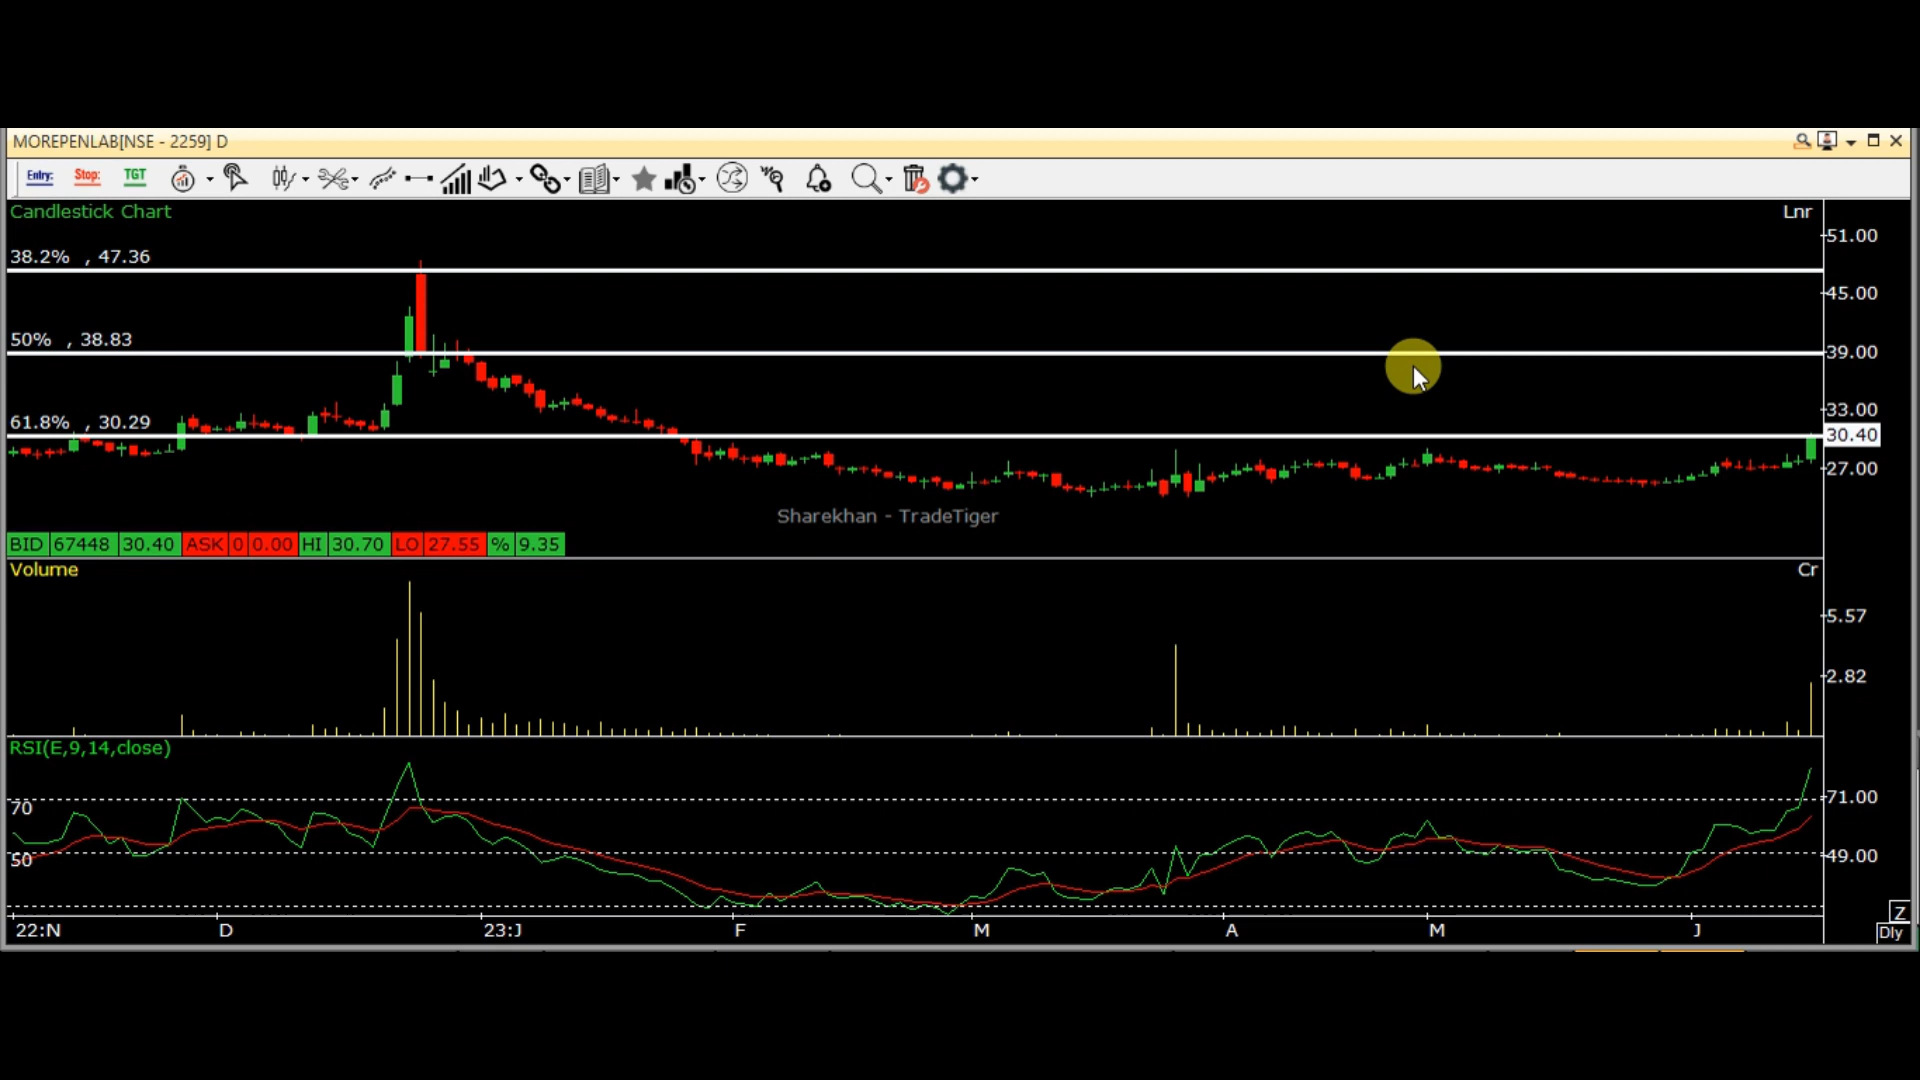 MOREPENLAB[NSE - 2259] D
Entry: Stop: TGT
Candlestick Chart Lnr
51.00
38.2% , 47.36
45.00
50% , 38.83
39.00
33.00
61.8% , 30.29
30.40
27.00
Sharekhan - TradeTiger
BID 67448 30.40 ASK 0 0.00 HI 30.70 LO 27.55 % 9.35
Volume Cr
5.57
2.82
RSI(E,9,14,close)
70 71.00
50 49.00
Z
22:N D 23:J F M A M J Dly